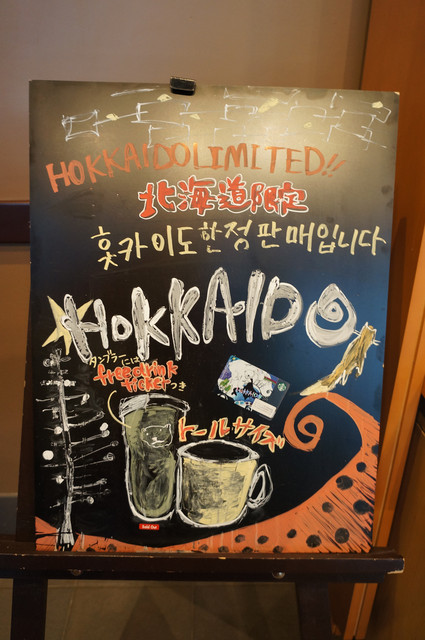 HOKKAIDO LIMITED!!
北海道限定
홋카이도한정판매입니다
HOKKAIDO
タンブラーには
free drink
ticketつき
トールサイズ
Sold Out